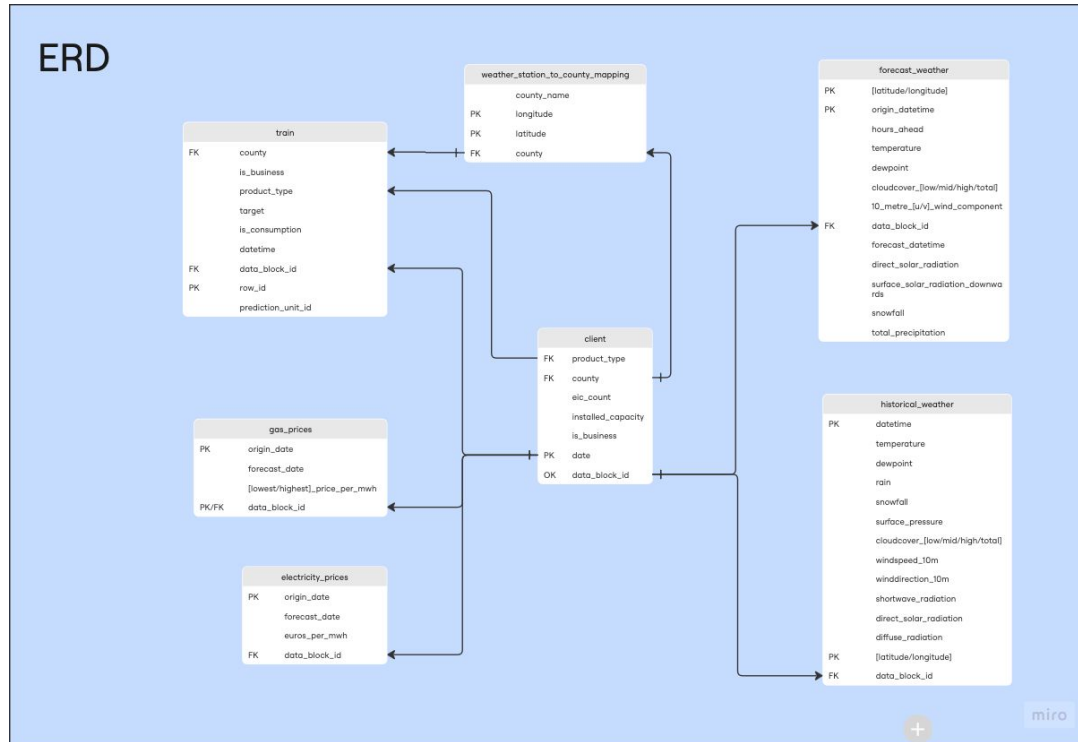 ERD
weather_station_to_county_mapping
county_name
PK longitude
PK latitude
FK county
train
FK county
is_business
product_type
target
is_consumption
datetime
FK data_block_id
PK row_id
prediction_unit_id
forecast_weather
PK [latitude/longitude]
PK origin_datetime
hours_ahead
temperature
dewpoint
cloudcover_[low/mid/high/total]
10_metre_[u/v]_wind_component
FK data_block_id
forecast_datetime
direct_solar_radiation
surface_solar_radiation_downwa
rds
snowfall
total_precipitation
client
FK product_type
FK county
eic_count
installed_capacity
is_business
PK date
OK data_block_id
gas_prices
PK origin_date
forecast_date
[lowest/highest]_price_per_mwh
PK/FK data_block_id
electricity_prices
PK origin_date
forecast_date
euros_per_mwh
FK data_block_id
historical_weather
PK datetime
temperature
dewpoint
rain
snowfall
surface_pressure
cloudcover_[low/mid/high/total]
windspeed_10m
winddirection_10m
shortwave_radiation
direct_solar_radiation
diffuse_radiation
PK [latitude/longitude]
FK data_block_id
miro